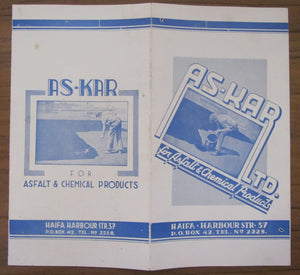 AS-KAR
FOR
ASFALT & CHEMICAL PRODUCTS
HAIFA HARBOUR STR. 37
P.O.BOX 42. TEL. Nº 2228.
AS-KAR
LTD.
for Asfalt & Chemical Products
HAIFA - HARBOUR STR· 37
P.O.BOX 42. TEL. Nº 2228.